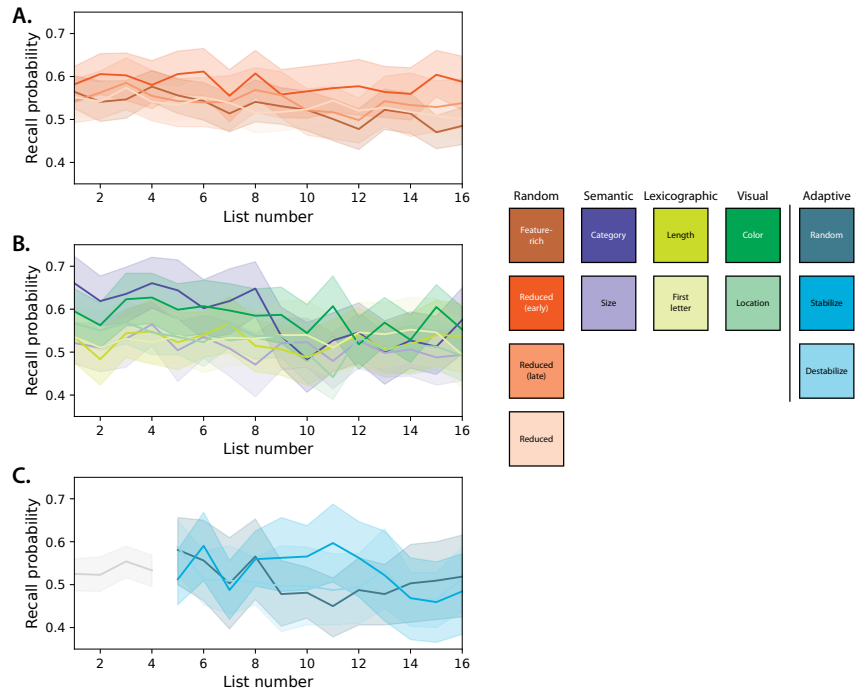 A.
0.7
0.6
0.5
0.4
Recall probability
2 4 6 8 10 12 14 16
List number
B.
0.7
0.6
0.5
0.4
Recall probability
2 4 6 8 10 12 14 16
List number
C.
0.7
0.6
0.5
0.4
Recall probability
2 4 6 8 10 12 14 16
List number
Random Semantic Lexicographic Visual Adaptive
Feature-
rich
Category
Length
Color
Random
Reduced
(early)
Size
First
letter
Location
Stabilize
Reduced
(late)
Destabilize
Reduced